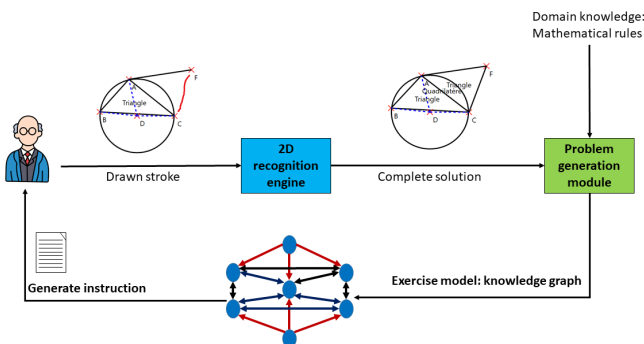 Domain knowledge:
Mathematical rules
F
A
Triangle
B
D
C
F
Triangle
A
Quadrilatère
Triangle
B
D
C
2D
recognition
engine
Problem
generation
module
Drawn stroke
Complete solution
Generate instruction
Exercise model: knowledge graph